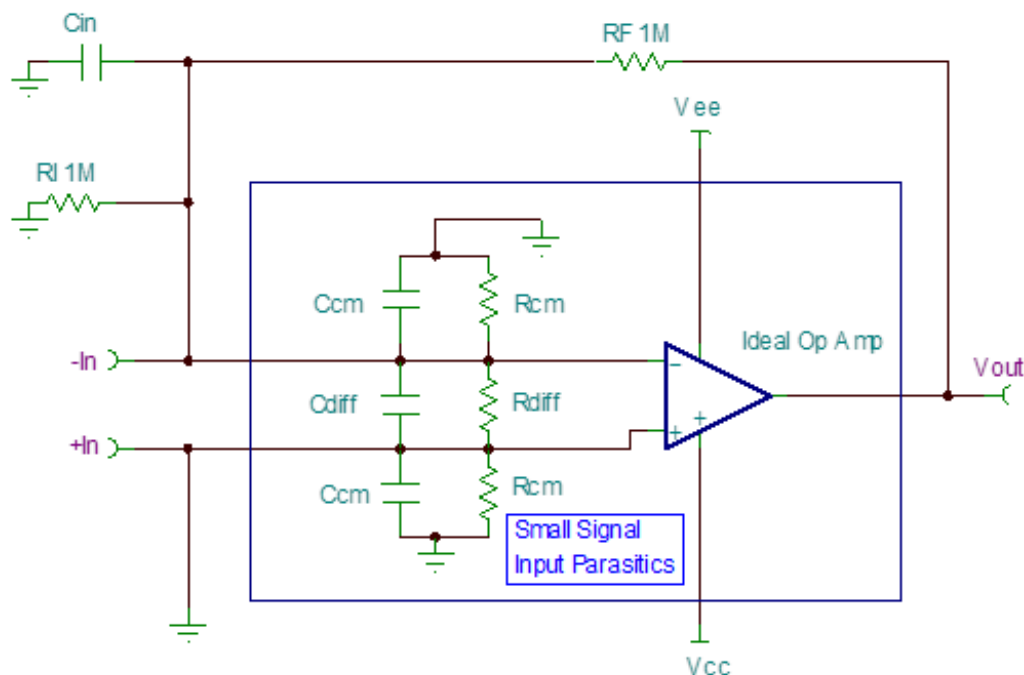 Cin
RF 1M
Vee
RI 1M
Ccm
Rcm
Ideal Op Amp
-In
Vout
Cdiff
Rdiff
+In
Ccm
Rcm
Small Signal
Input Parasitics
Vcc